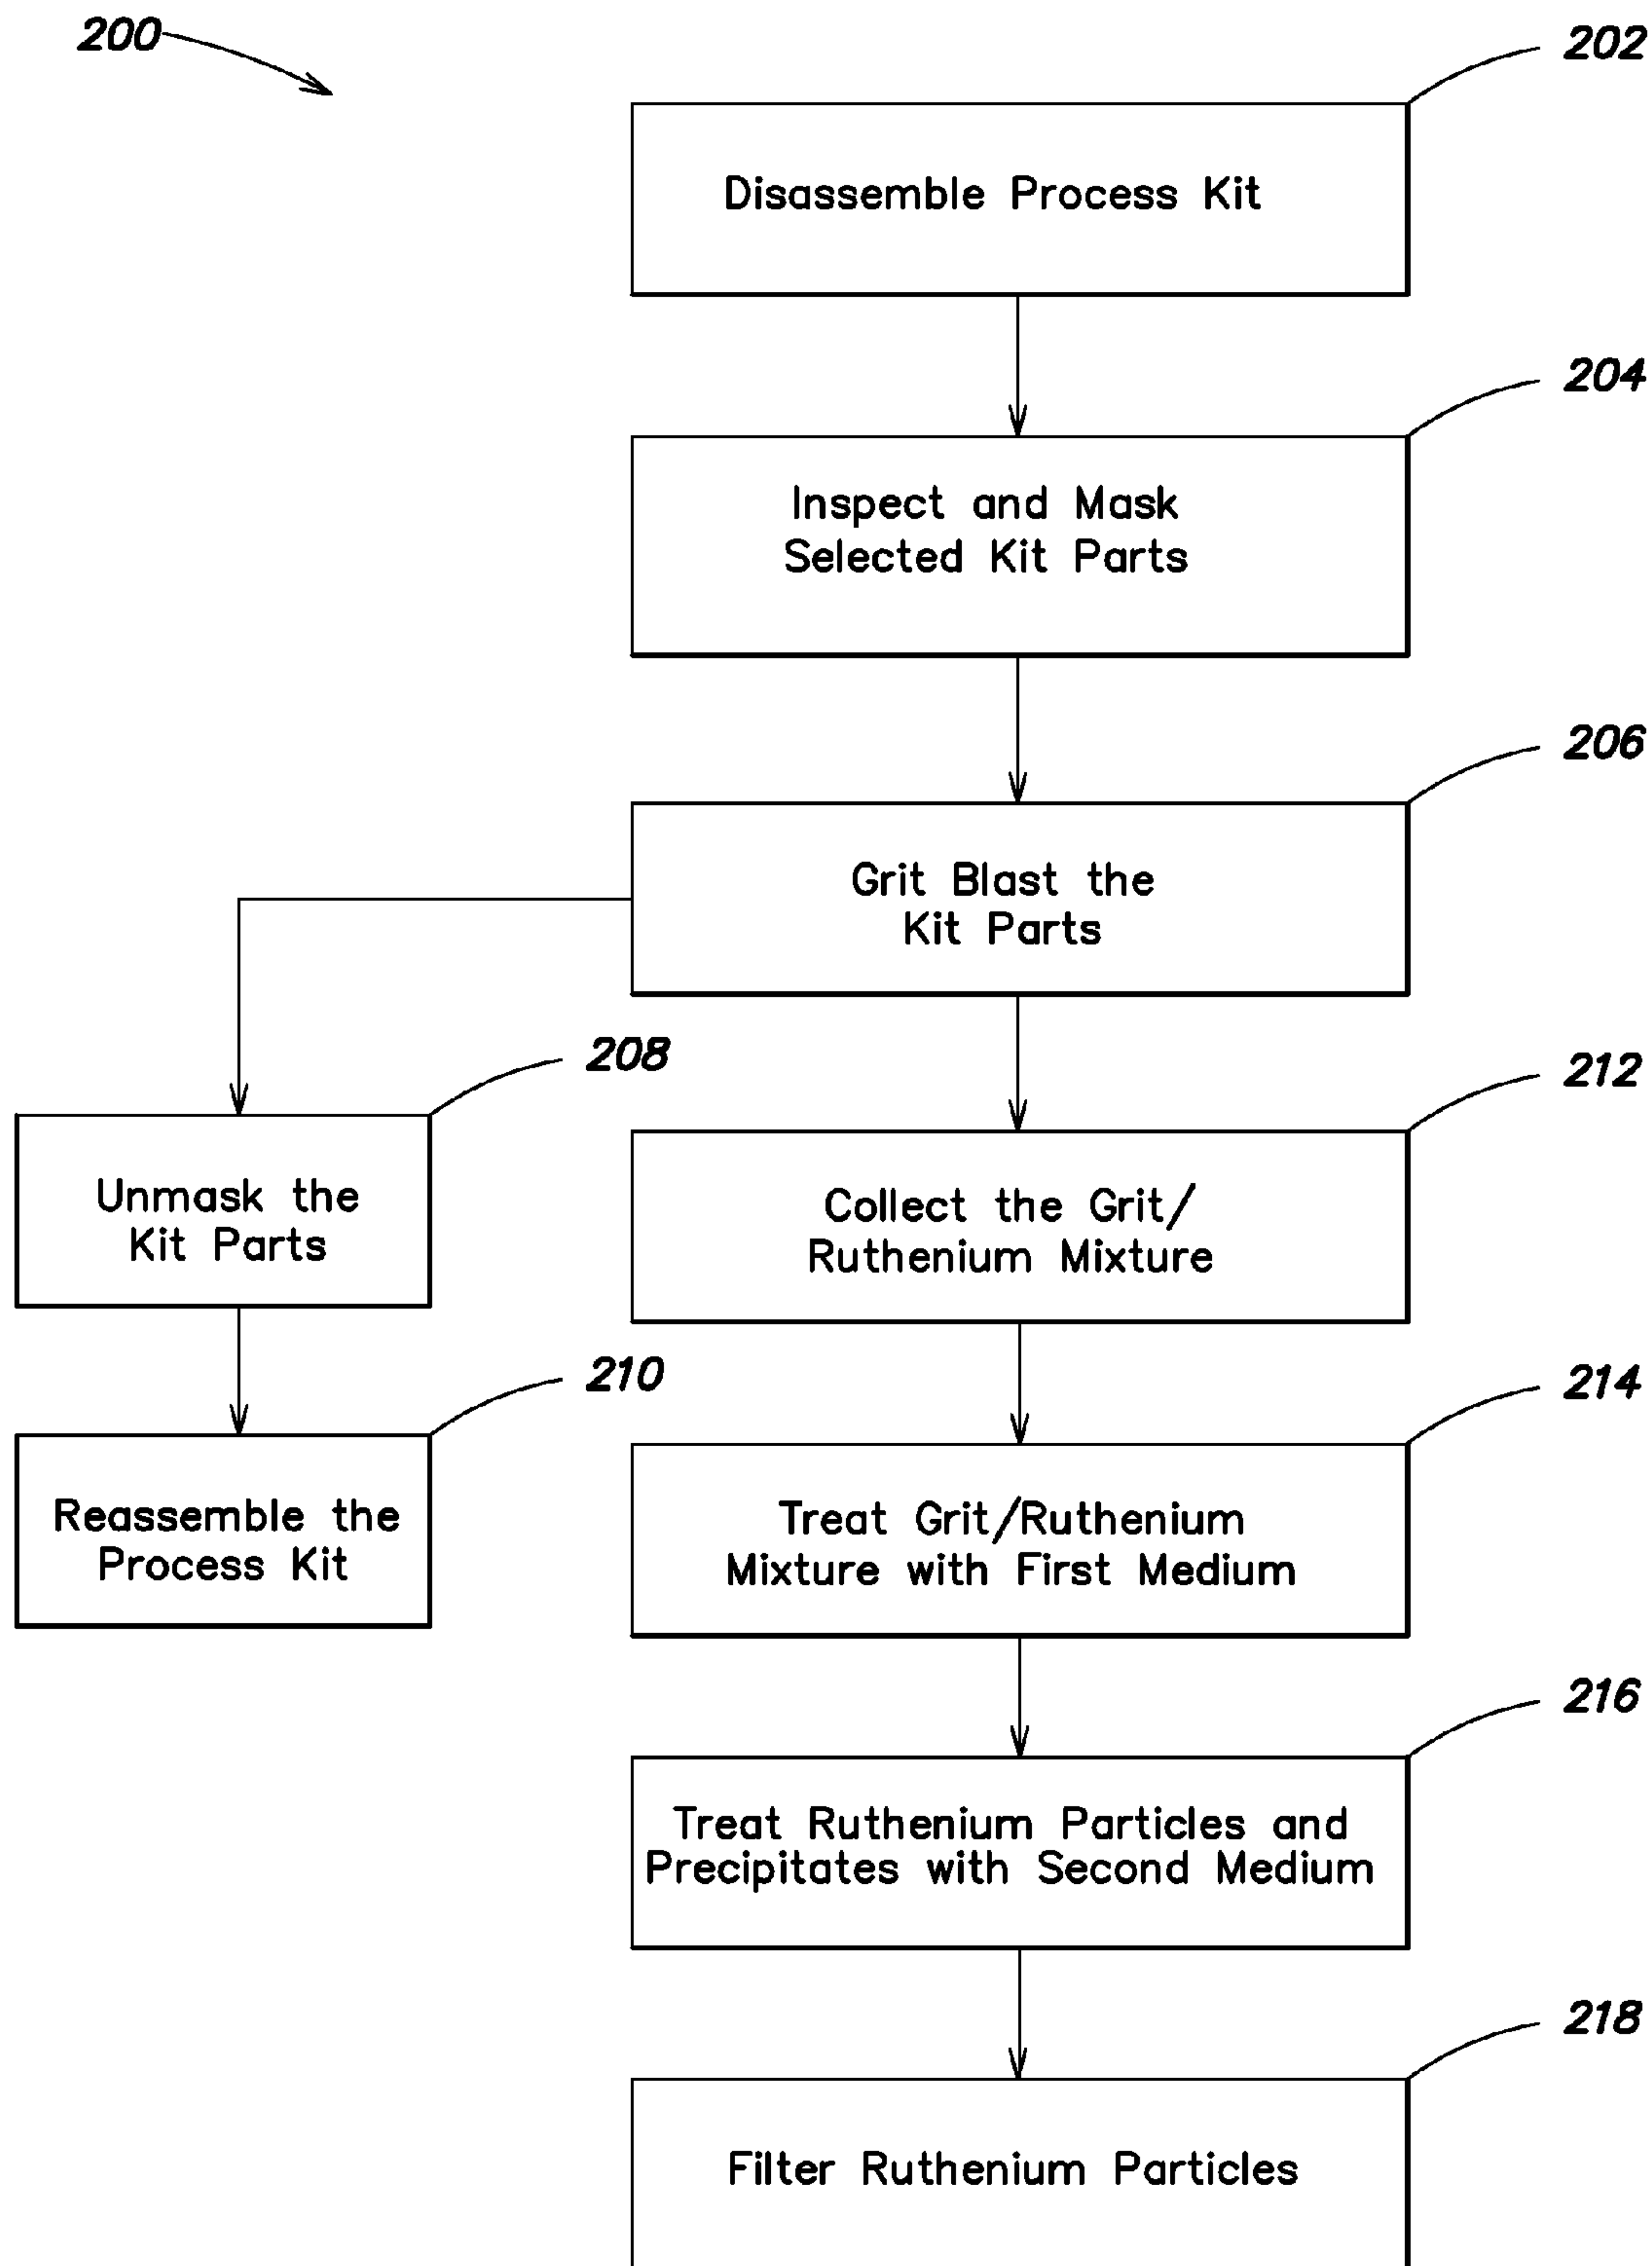 200
202
Disassemble Process Kit
204
Inspect and Mask
Selected Kit Parts
206
Grit Blast the
Kit Parts
208
Unmask the
Kit Parts
210
Reassemble the
Process Kit
212
Collect the Grit/
Ruthenium Mixture
214
Treat Grit/Ruthenium
Mixture with First Medium
216
Treat Ruthenium Particles and
Precipitates with Second Medium
218
Filter Ruthenium Particles